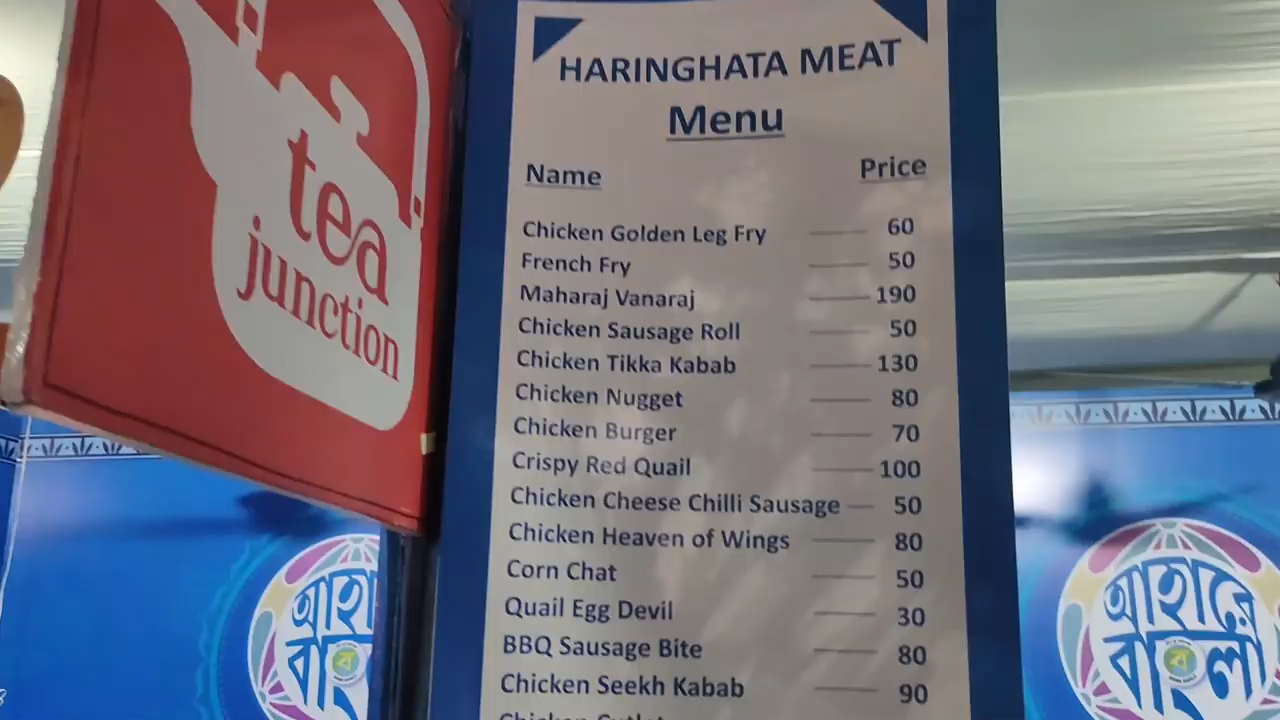 tea
junction
HARINGHATA MEAT
Menu
Name Price
Chicken Golden Leg Fry 60
French Fry 50
Maharaj Vanaraj 190
Chicken Sausage Roll 50
Chicken Tikka Kabab 130
Chicken Nugget 80
Chicken Burger 70
Crispy Red Quail 100
Chicken Cheese Chilli Sausage 50
Chicken Heaven of Wings 80
Corn Chat 50
Quail Egg Devil 30
BBQ Sausage Bite 80
Chicken Seekh Kabab 90
আহারে
বাংলা